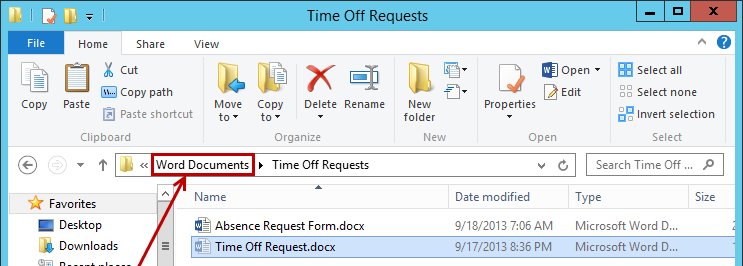 Time Off Requests
File Home Share View
Copy
Paste
Cut
Copy path
Paste shortcut
Clipboard
Move to
Copy to
Delete
Rename
Organize
New folder
New
Properties
Open
Edit
Open
Select all
Select none
Invert selection
Select
« Word Documents Time Off Requests
Search Time Off ...
Favorites
Desktop
Downloads
Name Date modified Type Size
Absence Request Form.docx 9/18/2013 7:06 AM Microsoft Word D...
Time Off Request.docx 9/17/2013 8:36 PM Microsoft Word D...